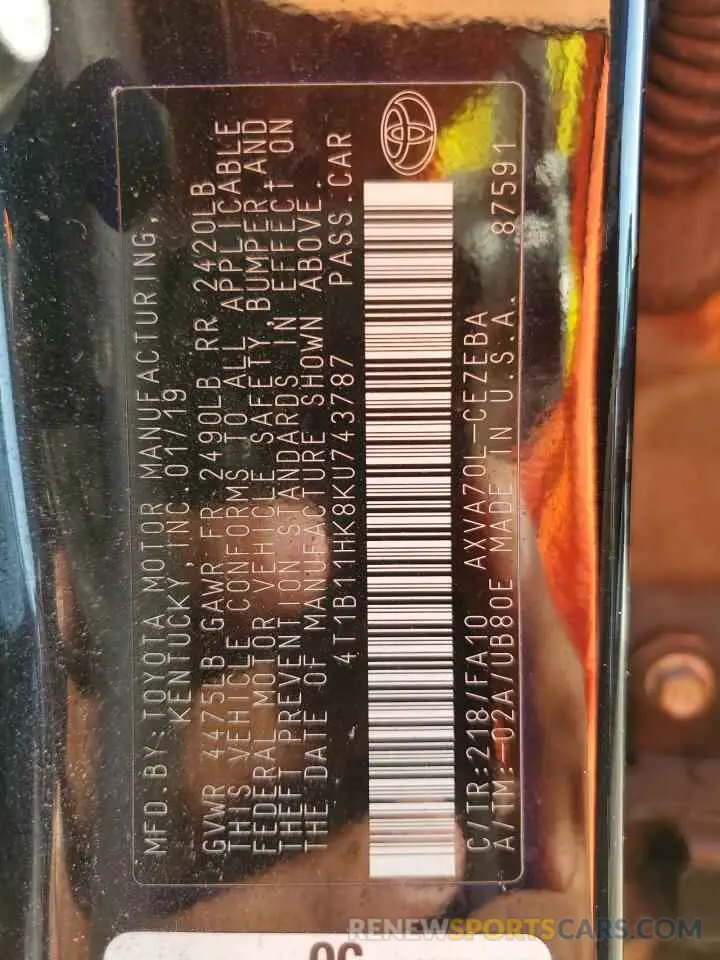 MFD.BY:TOYOTA MOTOR MANUFACTURING,
KENTUCKY,INC.01/19
GVWR 4475LB GAWR FR 2490LB RR 2420LB
THIS VEHICLE CONFORMS TO ALL APPLICABLE
FEDERAL MOTOR VEHICLE SAFETY,BUMPER,AND
THEFT PREVENTION STANDARDS IN EFFECT ON
THE DATE OF MANUFACTURE SHOWN ABOVE.
4T1B11HK8KU743787 PASS.CAR
C/TR:218/FA10 AXVA70L-CEZEBA
A/TM:-02A/UB80E MADE IN U.S.A. 87591
RENEWSPORTSCARS.COM